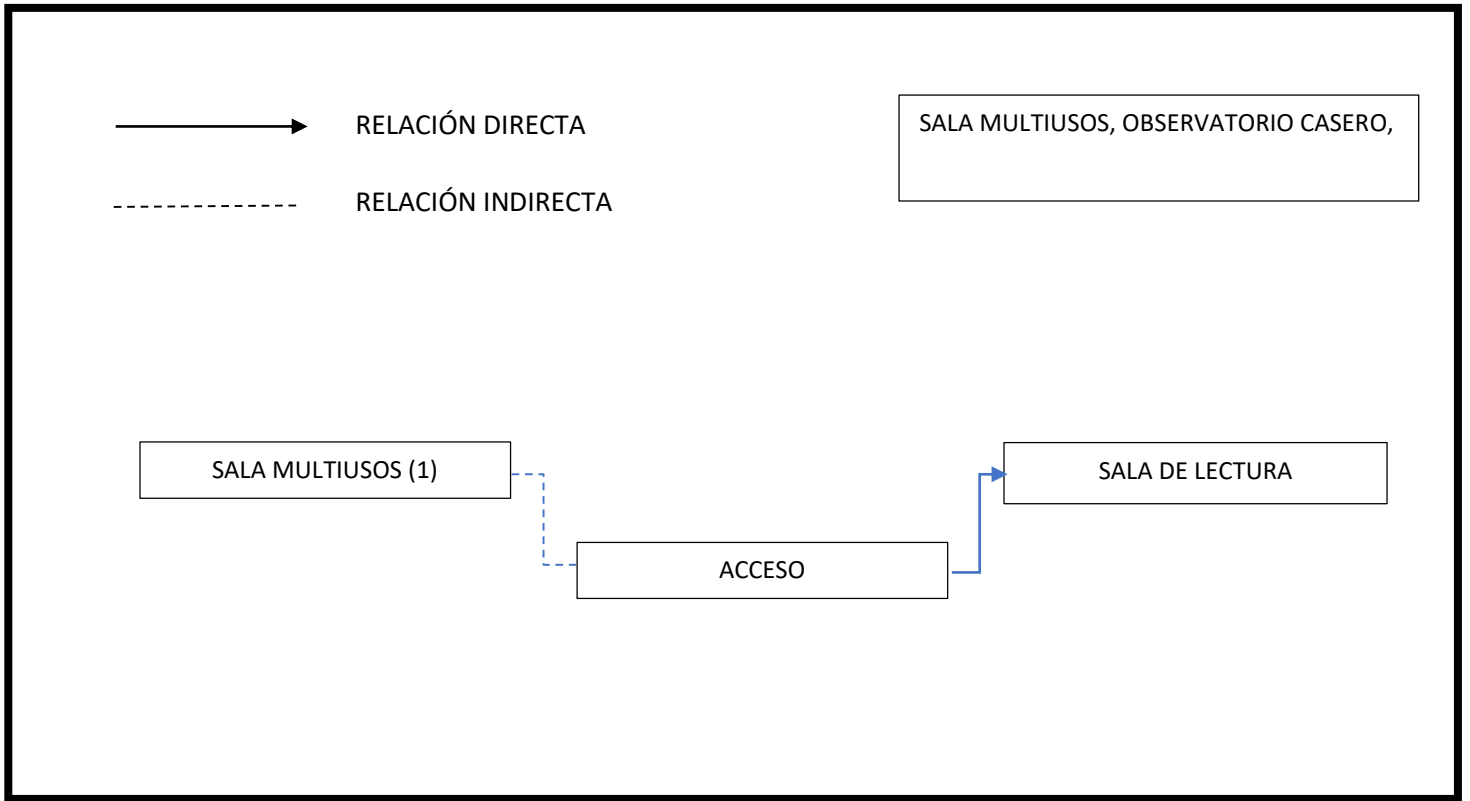 RELACIÓN DIRECTA
SALA MULTIUSOS, OBSERVATORIO CASERO,
RELACIÓN INDIRECTA
SALA MULTIUSOS (1)
SALA DE LECTURA
ACCESO